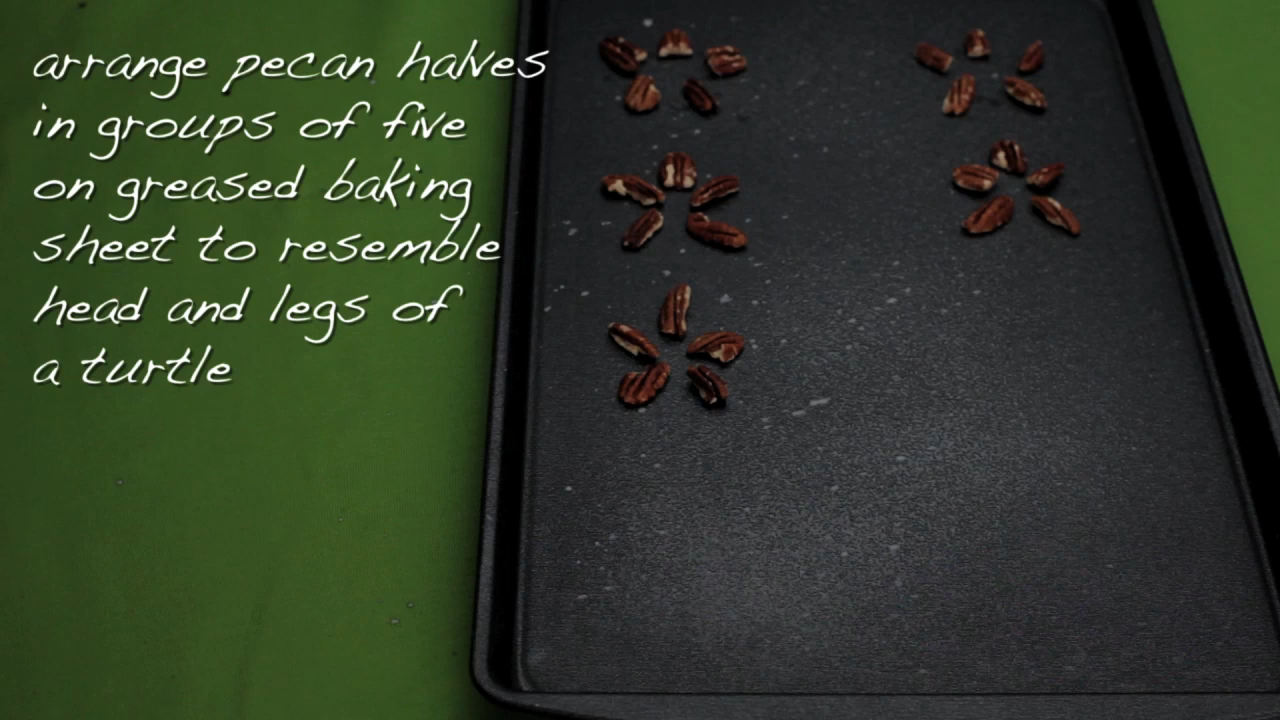 arrange pecan halves
in groups of five
on greased baking
sheet to resemble
head and legs of
a turtle